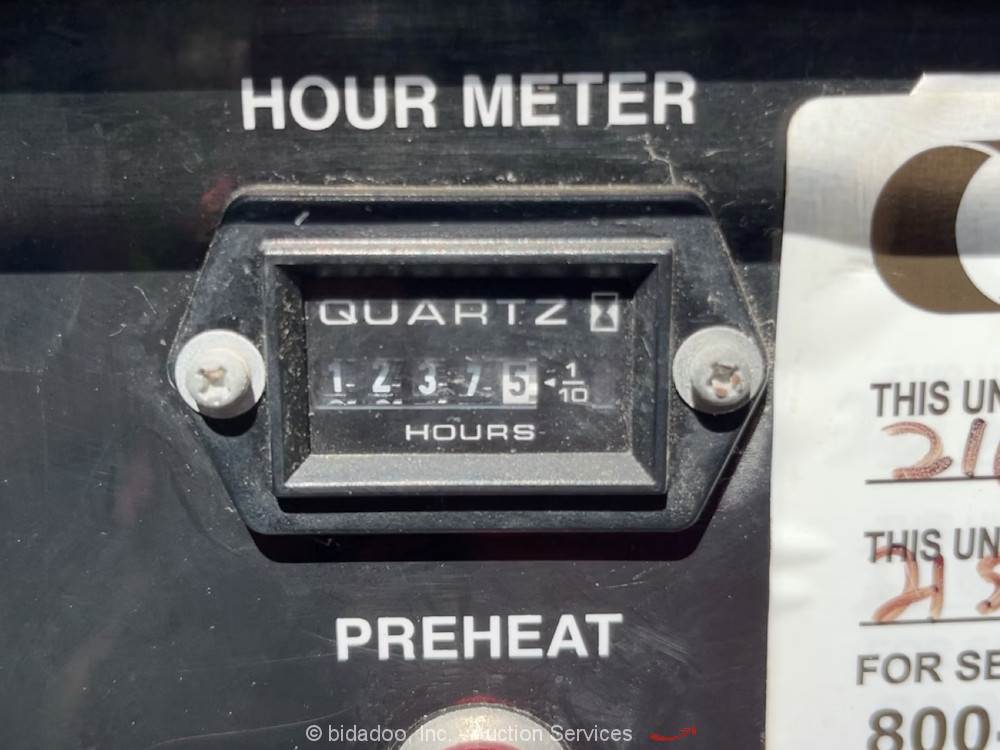 HOUR METER
QUARTZ
1 2 3 7 5 1/10
HOURS
THIS UN
THIS UN
PREHEAT
FOR SE
800
© bidadoo, Inc. - Auction Services